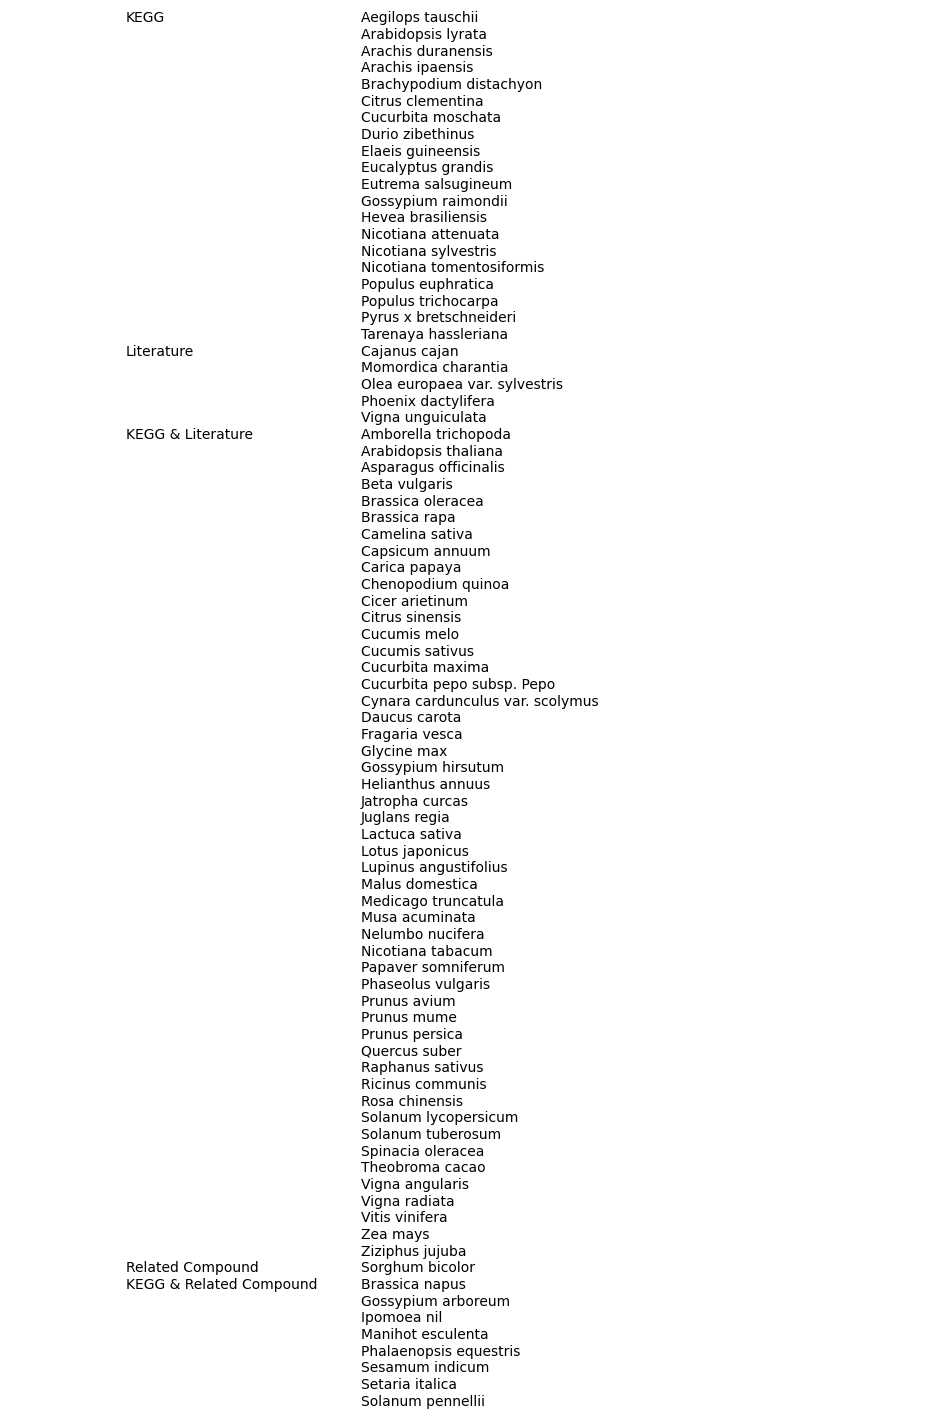 KEGG Aegilops tauschii
Arabidopsis lyrata
Arachis duranensis
Arachis ipaensis
Brachypodium distachyon
Citrus clementina
Cucurbita moschata
Durio zibethinus
Elaeis guineensis
Eucalyptus grandis
Eutrema salsugineum
Gossypium raimondii
Hevea brasiliensis
Nicotiana attenuata
Nicotiana sylvestris
Nicotiana tomentosiformis
Populus euphratica
Populus trichocarpa
Pyrus x bretschneideri
Tarenaya hassleriana
Literature Cajanus cajan
Momordica charantia
Olea europaea var. sylvestris
Phoenix dactylifera
Vigna unguiculata
KEGG & Literature Amborella trichopoda
Arabidopsis thaliana
Asparagus officinalis
Beta vulgaris
Brassica oleracea
Brassica rapa
Camelina sativa
Capsicum annuum
Carica papaya
Chenopodium quinoa
Cicer arietinum
Citrus sinensis
Cucumis melo
Cucumis sativus
Cucurbita maxima
Cucurbita pepo subsp. Pepo
Cynara cardunculus var. scolymus
Daucus carota
Fragaria vesca
Glycine max
Gossypium hirsutum
Helianthus annuus
Jatropha curcas
Juglans regia
Lactuca sativa
Lotus japonicus
Lupinus angustifolius
Malus domestica
Medicago truncatula
Musa acuminata
Nelumbo nucifera
Nicotiana tabacum
Papaver somniferum
Phaseolus vulgaris
Prunus avium
Prunus mume
Prunus persica
Quercus suber
Raphanus sativus
Ricinus communis
Rosa chinensis
Solanum lycopersicum
Solanum tuberosum
Spinacia oleracea
Theobroma cacao
Vigna angularis
Vigna radiata
Vitis vinifera
Zea mays
Ziziphus jujuba
Related Compound Sorghum bicolor
KEGG & Related Compound Brassica napus
Gossypium arboreum
Ipomoea nil
Manihot esculenta
Phalaenopsis equestris
Sesamum indicum
Setaria italica
Solanum pennellii